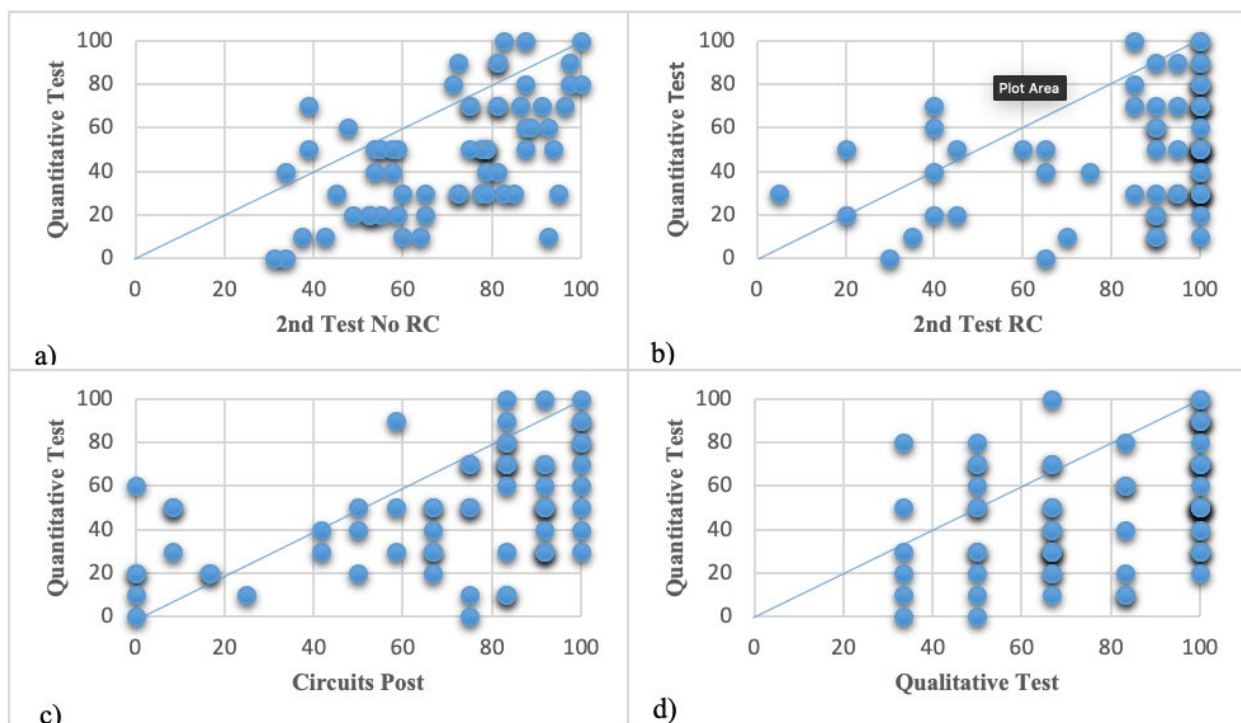 Quantitative Test
100
80
60
40
20
0
0 20 40 60 80 100
2nd Test No RC
a)
Quantitative Test
100
80
60
40
20
0
Plot Area
0 20 40 60 80 100
2nd Test RC
b)
Quantitative Test
100
80
60
40
20
0
0 20 40 60 80 100
Circuits Post
c)
Quantitative Test
100
80
60
40
20
0
0 20 40 60 80 100
Qualitative Test
d)